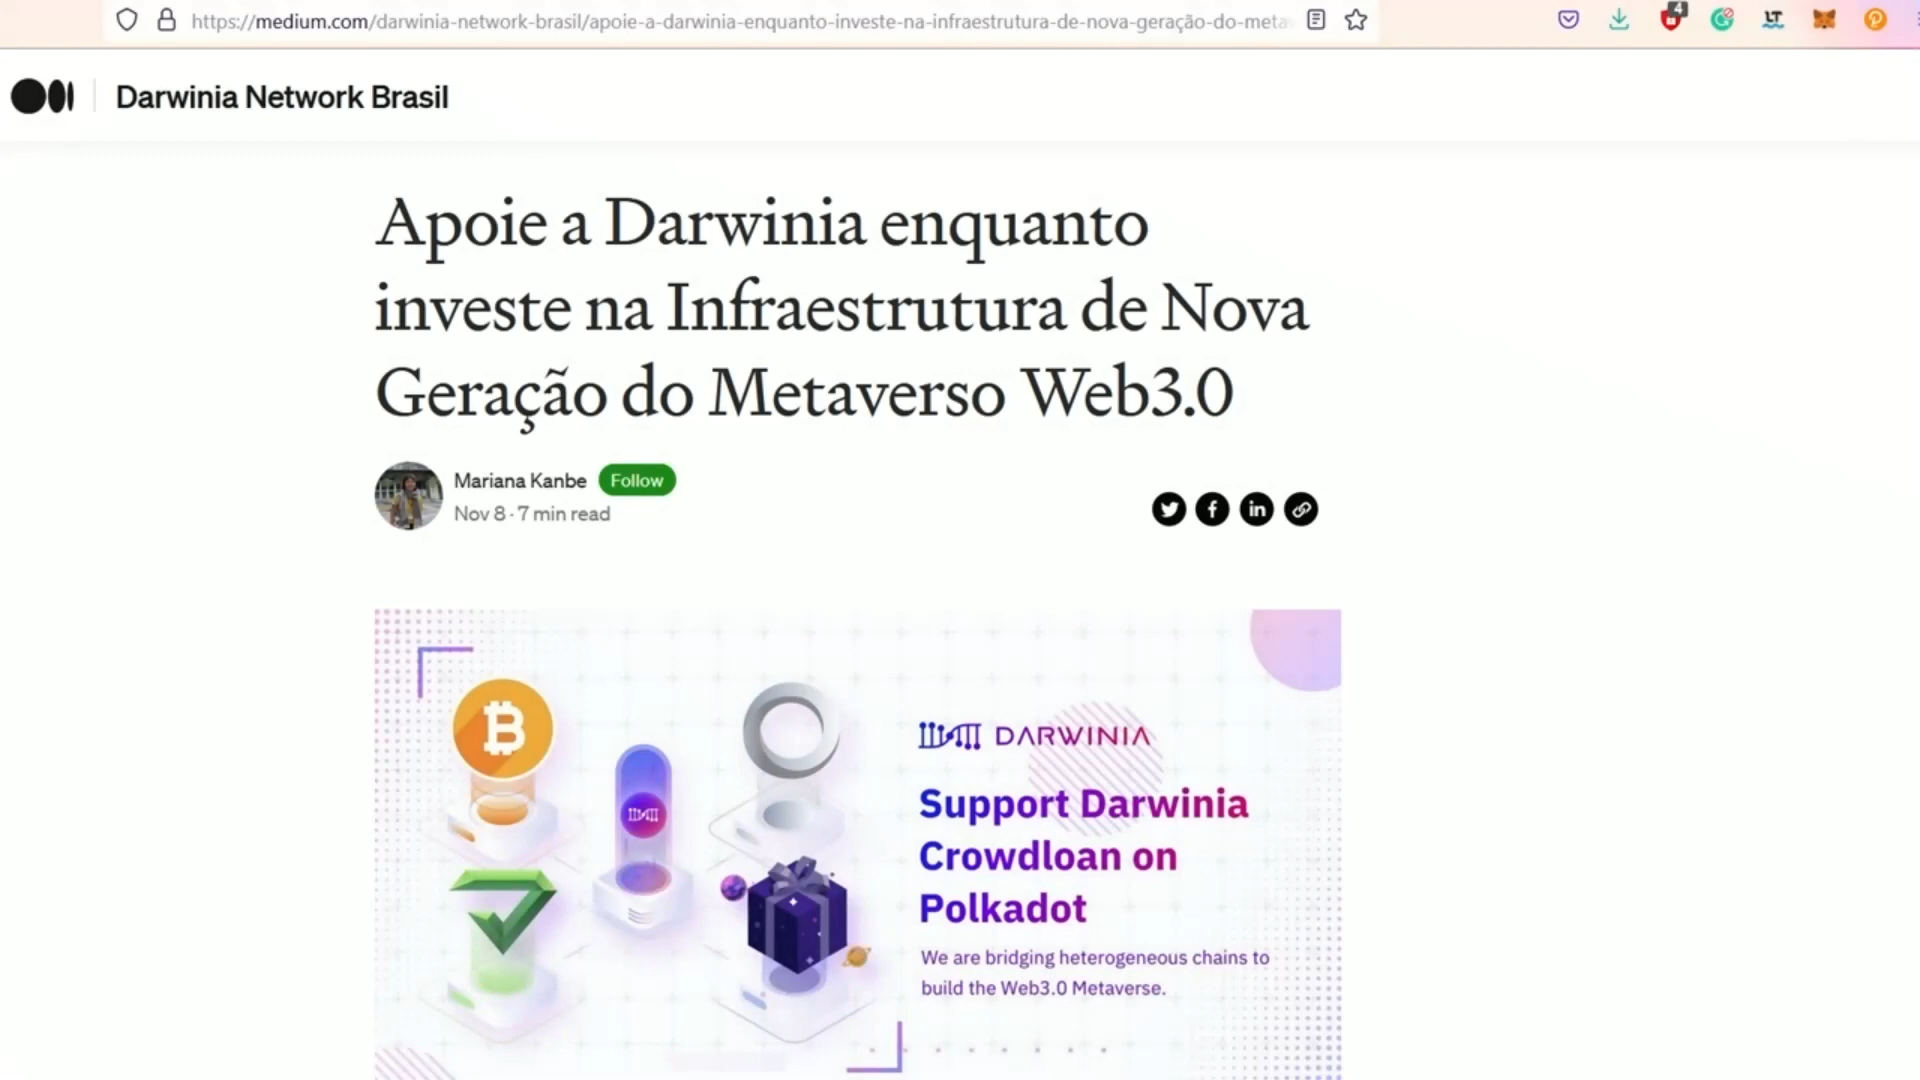 https://medium.com/darwinia-network-brasil/apoie-a-darwinia-enquanto-investe-na-infraestrutura-de-nova-geração-do-meta
4
LT
Darwinia Network Brasil
Apoie a Darwinia enquanto
investe na Infraestrutura de Nova
Geração do Metaverso Web3.0
Mariana Kanbe Follow
Nov 8 · 7 min read
DARWINIA
Support Darwinia
Crowdloan on
Polkadot
We are bridging heterogeneous chains to
build the Web3.0 Metaverse.